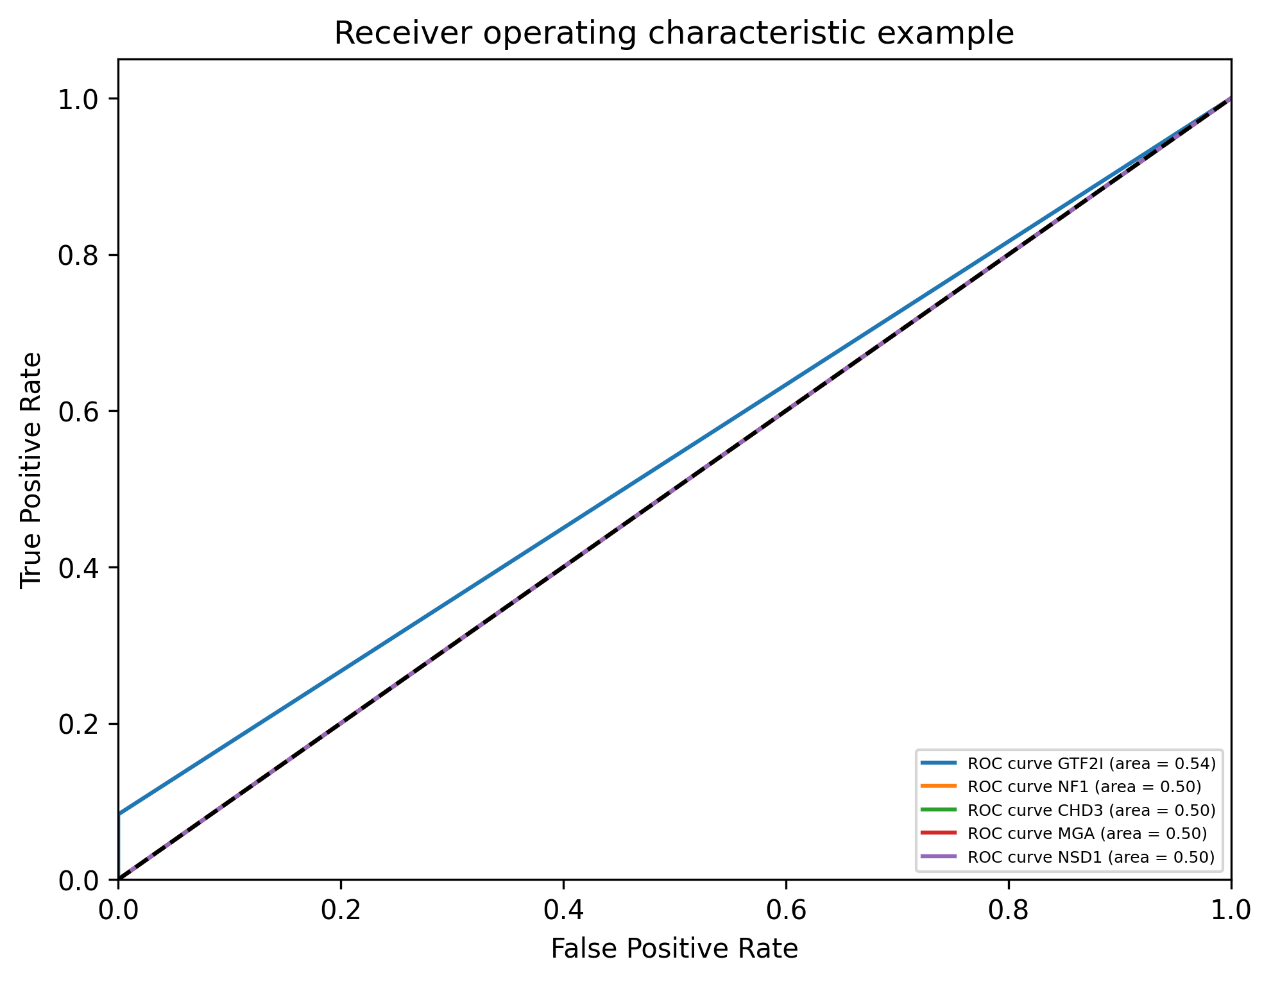 Receiver operating characteristic example
1.0
0.8
0.6
0.4
0.2
0.0
True Positive Rate
0.0 0.2 0.4 0.6 0.8 1.0
False Positive Rate
ROC curve GTF2I (area = 0.54)
ROC curve NF1 (area = 0.50)
ROC curve CHD3 (area = 0.50)
ROC curve MGA (area = 0.50)
ROC curve NSD1 (area = 0.50)